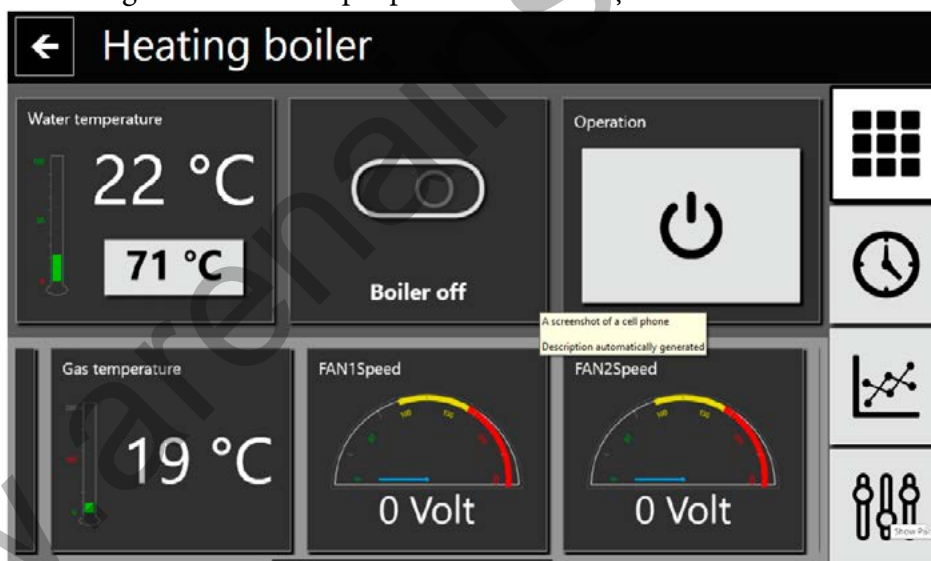 Heating boiler
Water temperature
22 °C
71 °C
Boiler off
Operation
A screenshot of a cell phone
Description automatically generated
Gas temperature
19 °C
FAN1Speed
0 Volt
FAN2Speed
0 Volt